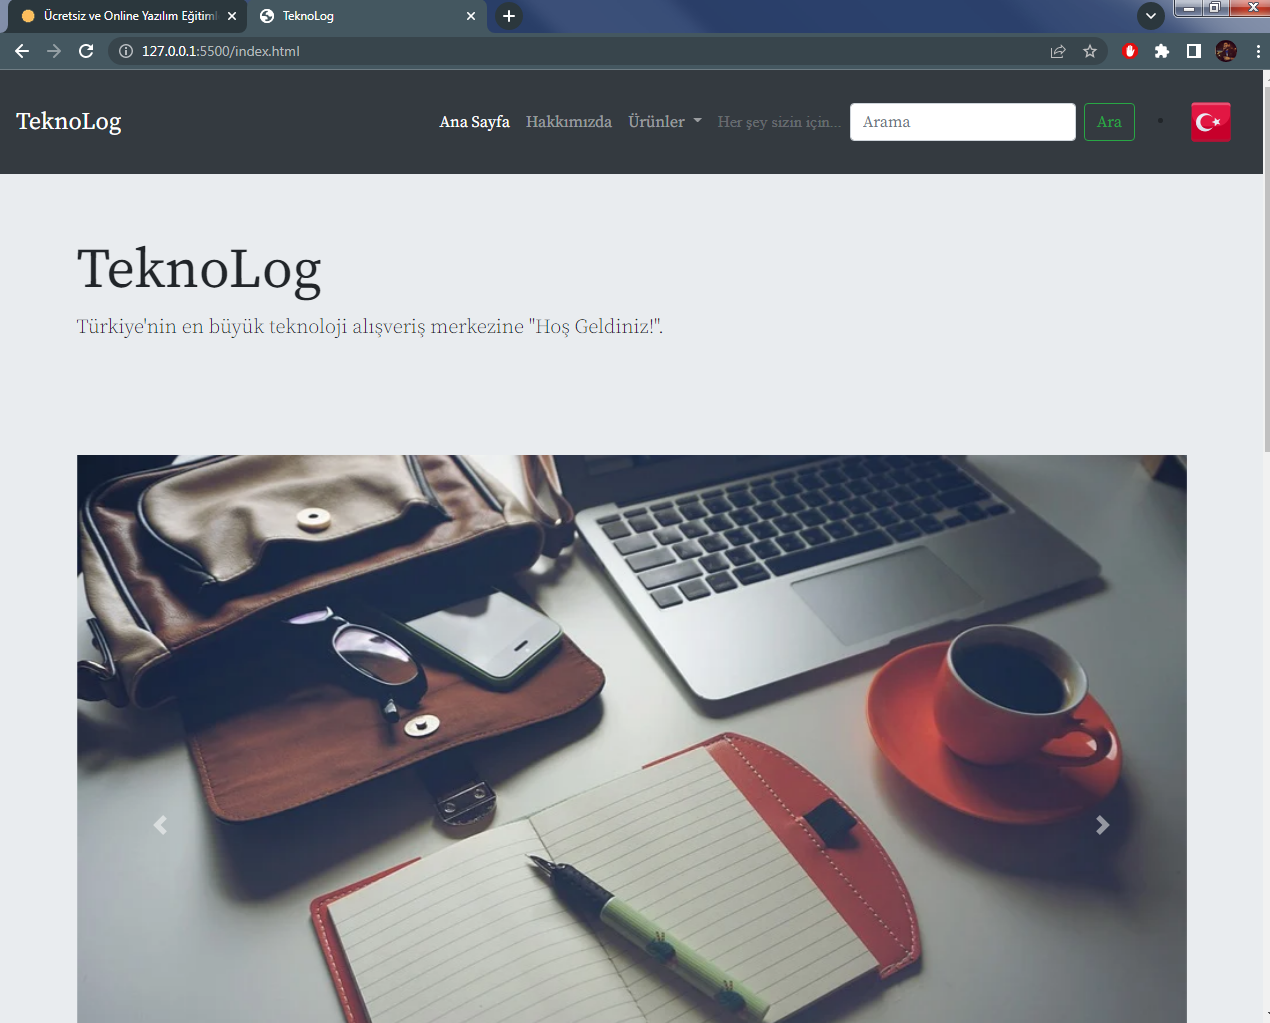 Ücretsiz ve Online Yazılım Eğitiml
TeknoLog
127.0.0.1:5500/index.html
TeknoLog
Ana Sayfa
Hakkımızda
Ürünler
Her şey sizin için...
Arama
Ara
TeknoLog
Türkiye'nin en büyük teknoloji alışveriş merkezine "Hoş Geldiniz!".